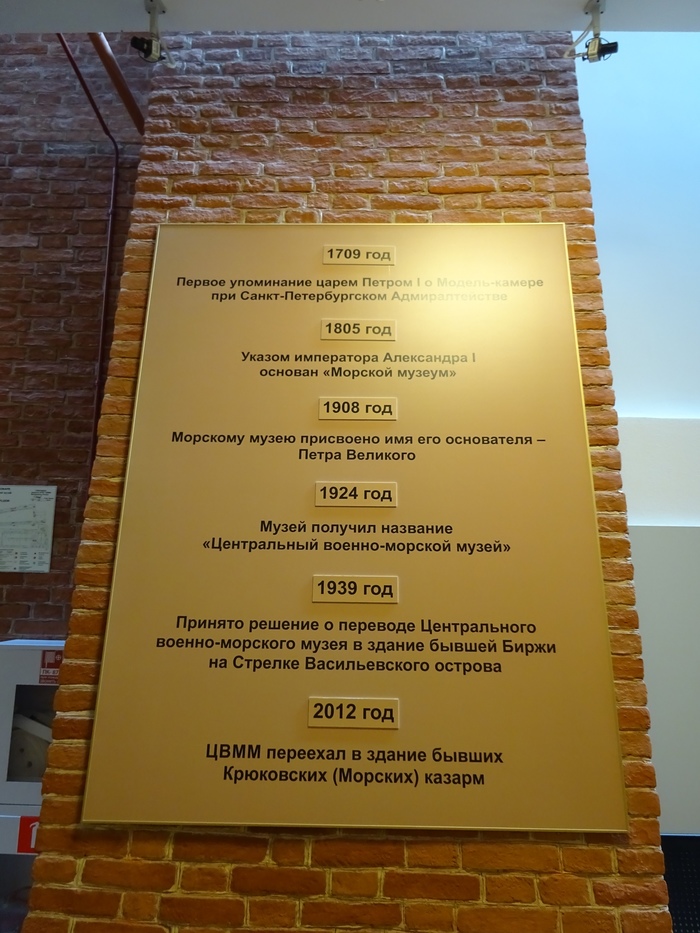 1709 год
Первое упоминание царем Петром I о Модель-камере
при Санкт-Петербургском Адмиралтействе
1805 год
Указом императора Александра I
основан «Морской музеум»
1908 год
Морскому музею присвоено имя его основателя –
Петра Великого
1924 год
Музей получил название
«Центральный военно-морской музей»
1939 год
Принято решение о переводе Центрального
военно-морского музея в здание бывшей Биржи
на Стрелке Васильевского острова
2012 год
ЦВММ переехал в здание бывших
Крюковских (Морских) казарм